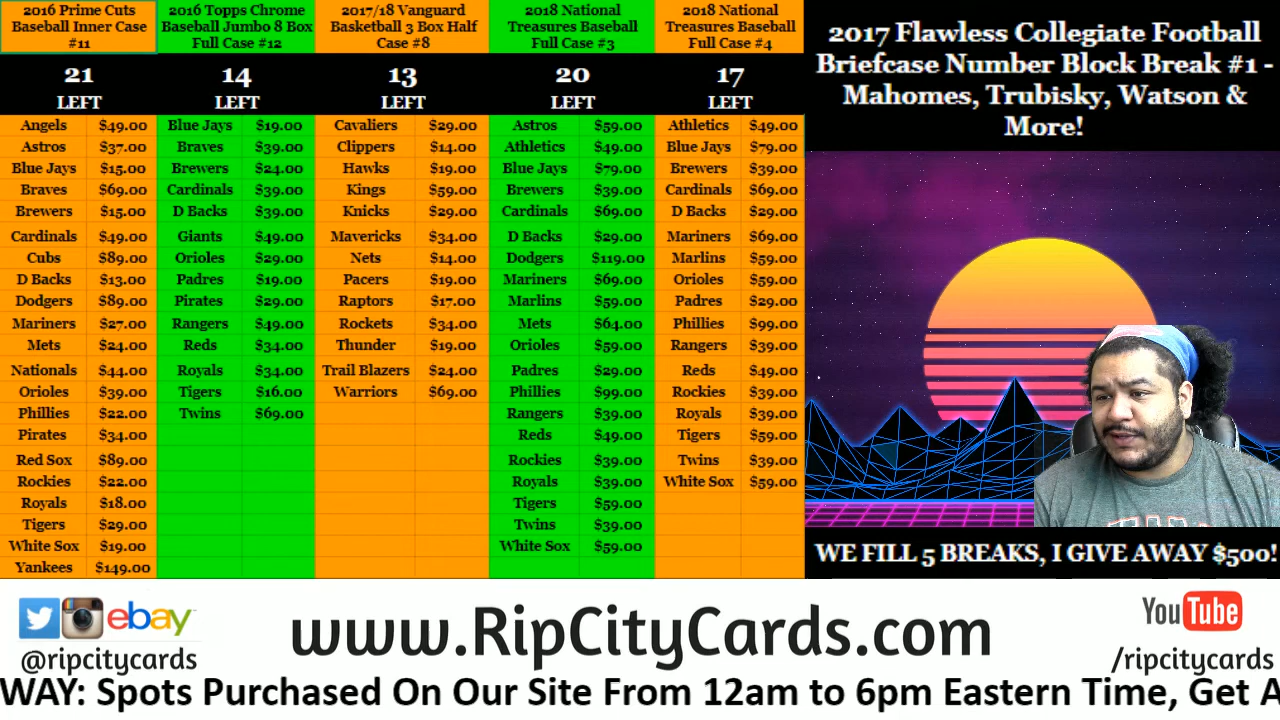 2016 Prime Cuts
Baseball Inner Case
#11
21
LEFT
Angels $49.00
Astros $37.00
Blue Jays $15.00
Braves $69.00
Brewers $15.00
Cardinals $49.00
Cubs $89.00
D Backs $13.00
Dodgers $89.00
Mariners $27.00
Mets $24.00
Nationals $44.00
Orioles $39.00
Phillies $22.00
Pirates $34.00
Red Sox $89.00
Rockies $22.00
Royals $18.00
Tigers $29.00
White Sox $19.00
Yankees $149.00
2016 Topps Chrome
Baseball Jumbo 8 Box
Full Case #12
14
LEFT
Blue Jays $19.00
Braves $39.00
Brewers $24.00
Cardinals $39.00
D Backs $39.00
Giants $49.00
Orioles $29.00
Padres $19.00
Pirates $29.00
Rangers $49.00
Reds $34.00
Royals $34.00
Tigers $16.00
Twins $69.00
2017/18 Vanguard
Basketball 3 Box Half
Case #8
13
LEFT
Cavaliers $29.00
Clippers $14.00
Hawks $19.00
Kings $59.00
Knicks $29.00
Mavericks $34.00
Nets $14.00
Pacers $19.00
Raptors $17.00
Rockets $34.00
Thunder $19.00
Trail Blazers $24.00
Warriors $69.00
2018 National
Treasures Baseball
Full Case #3
20
LEFT
Astros $59.00
Athletics $49.00
Blue Jays $79.00
Brewers $39.00
Cardinals $69.00
D Backs $29.00
Dodgers $119.00
Mariners $69.00
Marlins $59.00
Mets $64.00
Orioles $59.00
Padres $29.00
Phillies $99.00
Rangers $39.00
Reds $49.00
Rockies $39.00
Royals $39.00
Tigers $59.00
Twins $39.00
White Sox $59.00
2018 National
Treasures Baseball
Full Case #4
17
LEFT
Athletics $49.00
Blue Jays $79.00
Brewers $39.00
Cardinals $69.00
D Backs $29.00
Mariners $69.00
Marlins $59.00
Orioles $59.00
Padres $29.00
Phillies $99.00
Rangers $39.00
Reds $49.00
Rockies $39.00
Royals $39.00
Tigers $59.00
Twins $39.00
White Sox $59.00
2017 Flawless Collegiate Football
Briefcase Number Block Break #1 -
Mahomes, Trubisky, Watson &
More!
WE FILL 5 BREAKS, I GIVE AWAY $500!
ebay
@ripcitycards
www.RipCityCards.com
YouTube
/ripcitycards
WAY: Spots Purchased On Our Site From 12am to 6pm Eastern Time, Get A